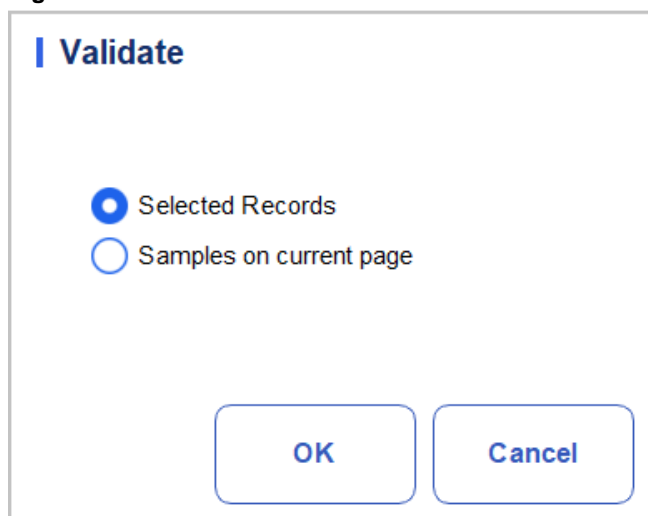 Validate
Selected Records
Samples on current page
OK
Cancel